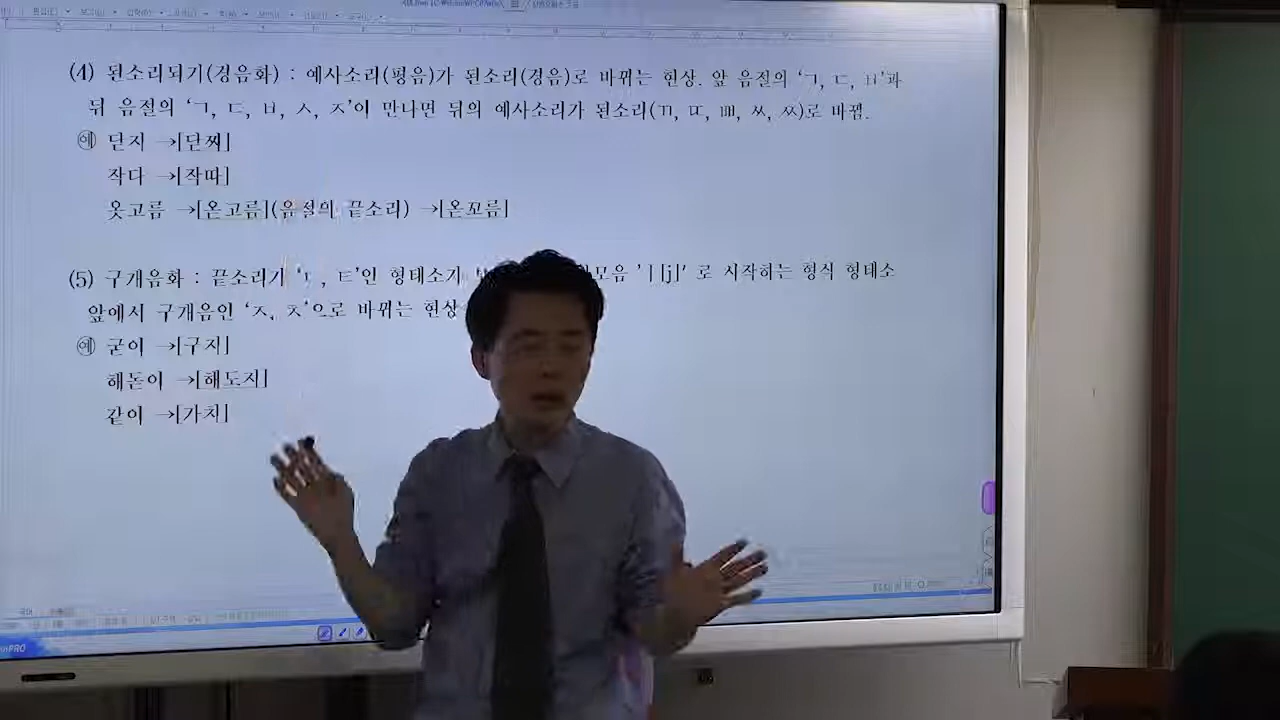 (4) 된소리되기(경음화) : 예사소리(평음)가 된소리(경음)로 바뀌는 현상. 앞 음절의 ‘ㄱ, ㄷ, ㅂ’과
뒤 음절의 ‘ㄱ, ㄷ, ㅂ, ㅅ, ㅈ’이 만나면 뒤의 예사소리가 된소리(ㄲ, ㄸ, ㅃ, ㅆ, ㅉ)로 바뀜.
㉠ 닫지 →[닫찌]
작다 →[작따]
옷고름 →[옫고름](음절의 끝소리) →[옫꼬름]
(5) 구개음화 : 끝소리가 ‘ㄷ, ㅌ’인 형태소가 모음 ’ㅣ[j]’ 로 시작하는 형식 형태소
앞에서 구개음인 ‘ㅈ, ㅊ’으로 바뀌는 현상
㉠ 굳이 →[구지]
해돋이 →[해도지]
같이 →[가치]